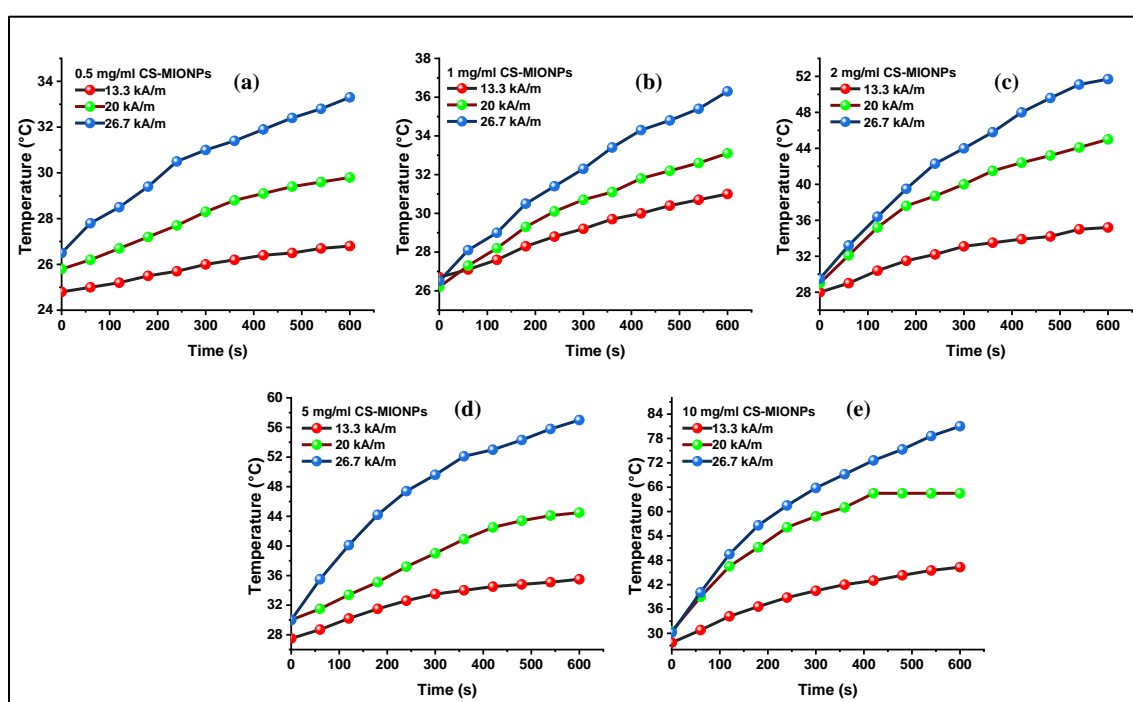 0.5 mg/ml CS-MIONPs
(a)
13.3 kA/m
20 kA/m
26.7 kA/m
Temperature (°C)
34
32
30
28
26
24
0 100 200 300 400 500 600
Time (s)
1 mg/ml CS-MIONPs
(b)
13.3 kA/m
20 kA/m
26.7 kA/m
Temperature (°C)
38
36
34
32
30
28
26
0 100 200 300 400 500 600
Time (s)
2 mg/ml CS-MIONPs
(c)
13.3 kA/m
20 kA/m
26.7 kA/m
Temperature (°C)
52
48
44
40
36
32
28
0 100 200 300 400 500 600
Time (s)
5 mg/ml CS-MIONPs
(d)
13.3 kA/m
20 kA/m
26.7 kA/m
Temperature (°C)
60
56
52
48
44
40
36
32
28
0 100 200 300 400 500 600
Time (s)
10 mg/ml CS-MIONPs
(e)
13.3 kA/m
20 kA/m
26.7 kA/m
Temperature (°C)
84
78
72
66
60
54
48
42
36
30
0 100 200 300 400 500 600
Time (s)